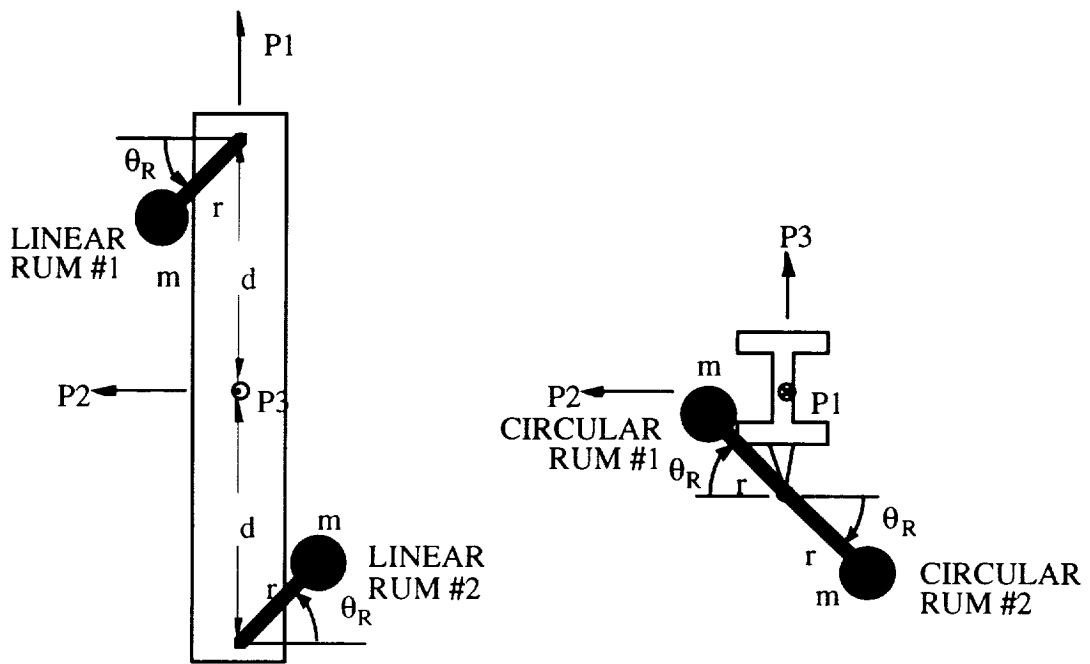 P1
θR
r
LINEAR
RUM #1
m
d
P2
P3
d
m
LINEAR
RUM #2
r
θR
P3
m
P2
P1
CIRCULAR
RUM #1
θR
r
θR
r
m
CIRCULAR
RUM #2